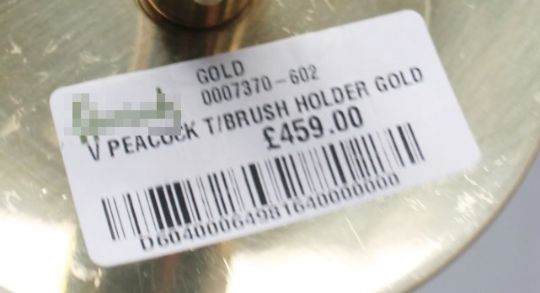 GOLD
0007370-602
V PEACOCK T/BRUSH HOLDER GOLD
£459.00
D6040006498164000000